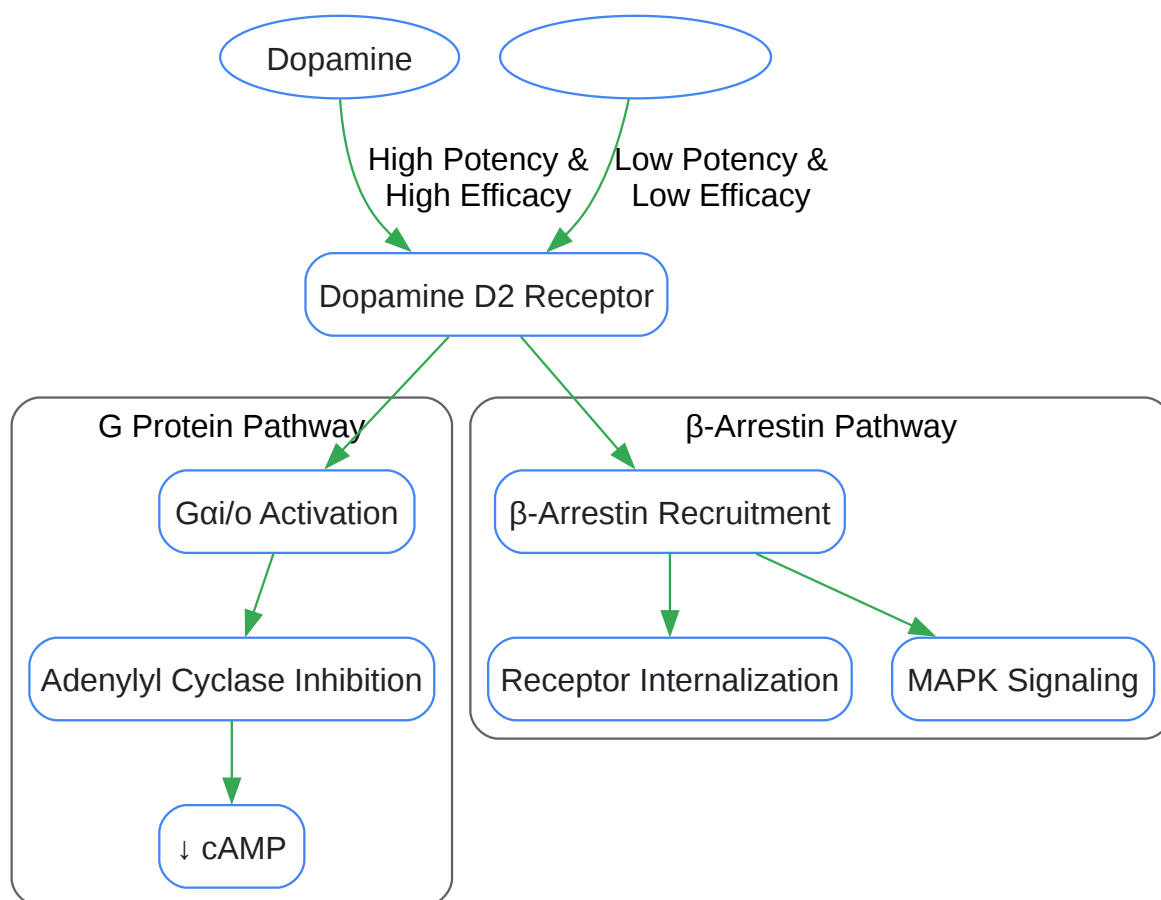 Dopamine
High Potency &
High Efficacy
Low Potency &
Low Efficacy
Dopamine D2 Receptor
G Protein Pathway
β-Arrestin Pathway
Gαi/o Activation
β-Arrestin Recruitment
Adenylyl Cyclase Inhibition
Receptor Internalization
MAPK Signaling
↓ cAMP